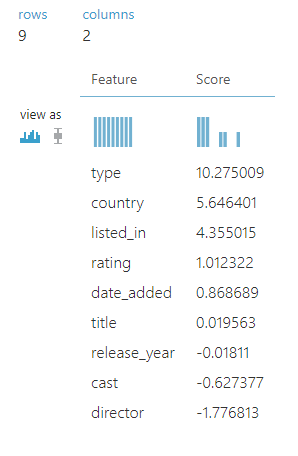 rows columns
9 2
Feature Score
view as
type 10.275009
country 5.646401
listed_in 4.355015
rating 1.012322
date_added 0.868689
title 0.019563
release_year -0.01811
cast -0.627377
director -1.776813